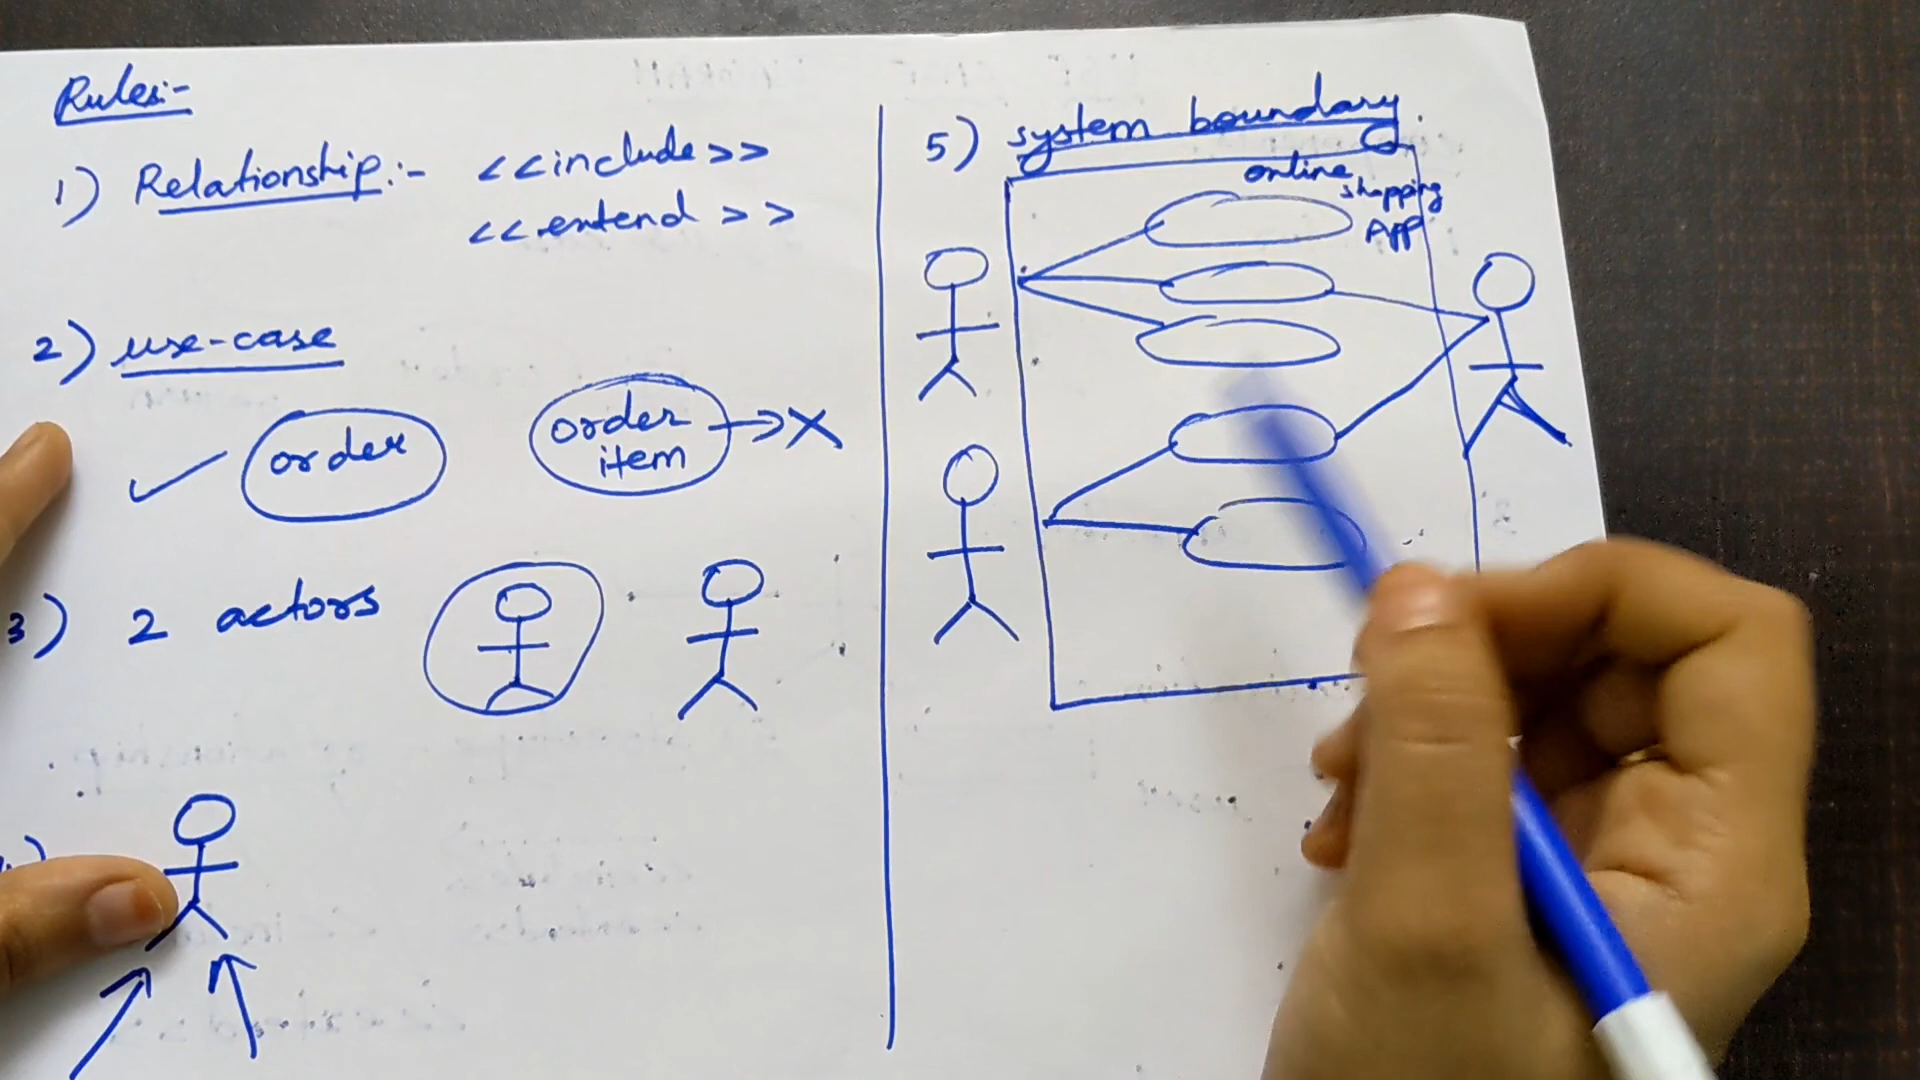 Rules:-
1) Relationship:- <<include>>
<<extend>>
2) use-case
order
order
item
3) 2 actors
5) system boundary.
online
shopping
App